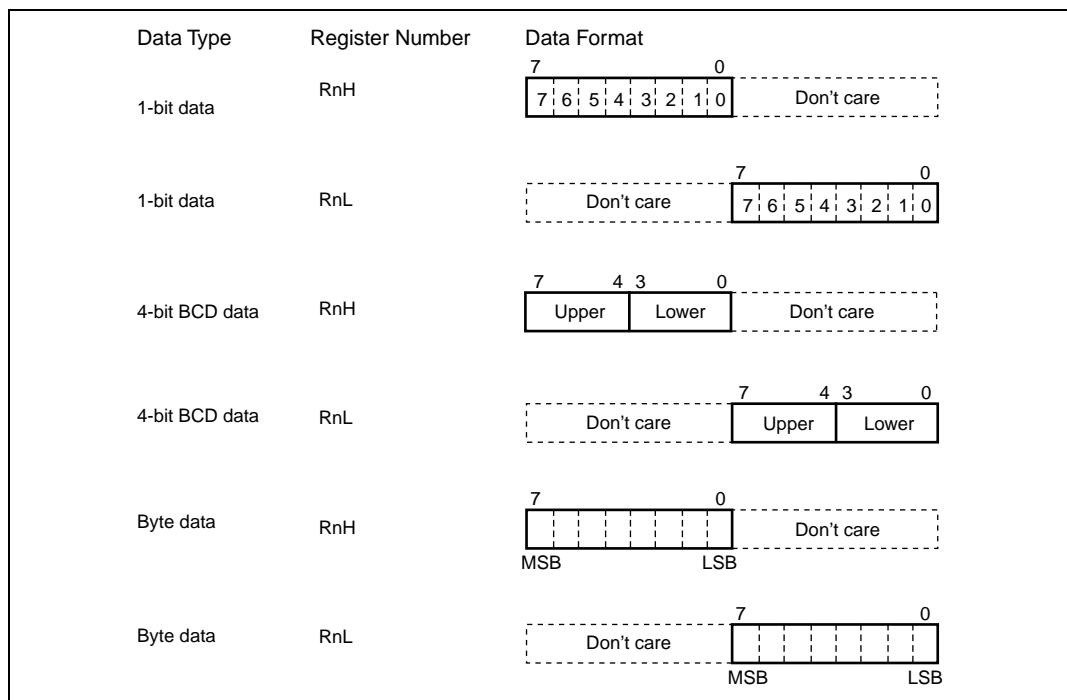 Data Type Register Number Data Format
7 0
1-bit data RnH 7 6 5 4 3 2 1 0 Don't care
7 0
1-bit data RnL Don't care 7 6 5 4 3 2 1 0
7 4 3 0
4-bit BCD data RnH Upper Lower Don't care
7 4 3 0
4-bit BCD data RnL Don't care Upper Lower
7 0
Byte data RnH Don't care
MSB LSB
7 0
Byte data RnL Don't care
MSB LSB